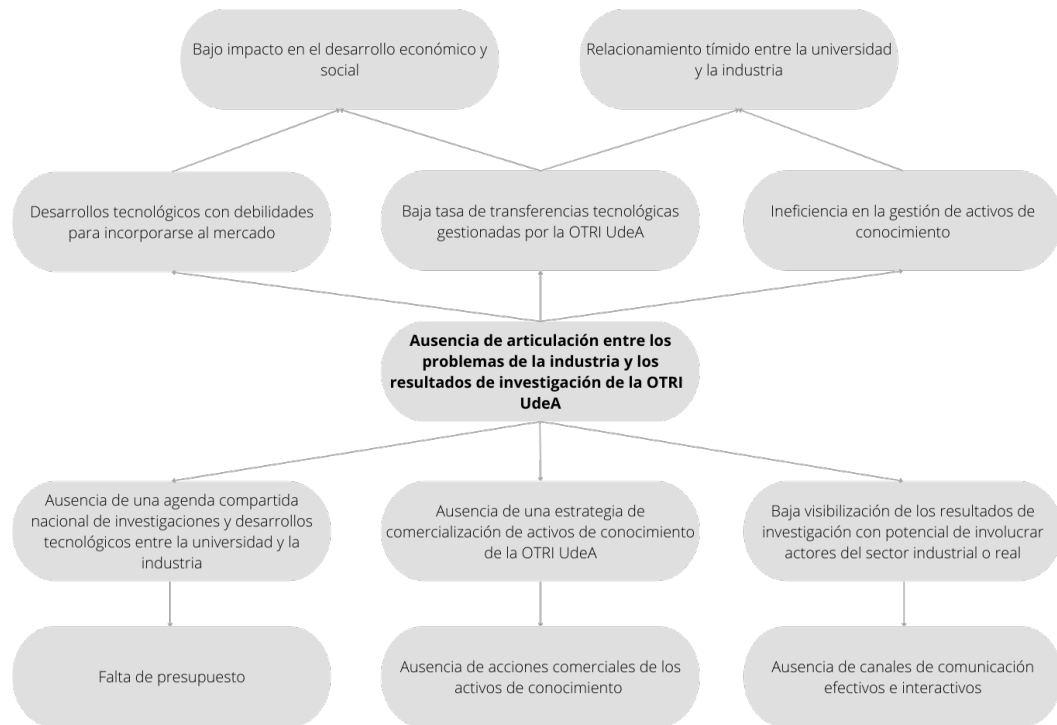 Bajo impacto en el desarrollo económico y
social
Relacionamiento tímido entre la universidad
y la industria
Desarrollos tecnológicos con debilidades
para incorporarse al mercado
Baja tasa de transferencias tecnológicas
gestionadas por la OTRI UdeA
Ineficiencia en la gestión de activos de
conocimiento
Ausencia de articulación entre los
problemas de la industria y los
resultados de investigación de la OTRI
UdeA
Ausencia de una agenda compartida
nacional de investigaciones y desarrollos
tecnológicos entre la universidad y la
industria
Ausencia de una estrategia de
comercialización de activos de conocimiento
de la OTRI UdeA
Baja visibilización de los resultados de
investigación con potencial de involucrar
actores del sector industrial o real
Falta de presupuesto
Ausencia de acciones comerciales de los
activos de conocimiento
Ausencia de canales de comunicación
efectivos e interactivos